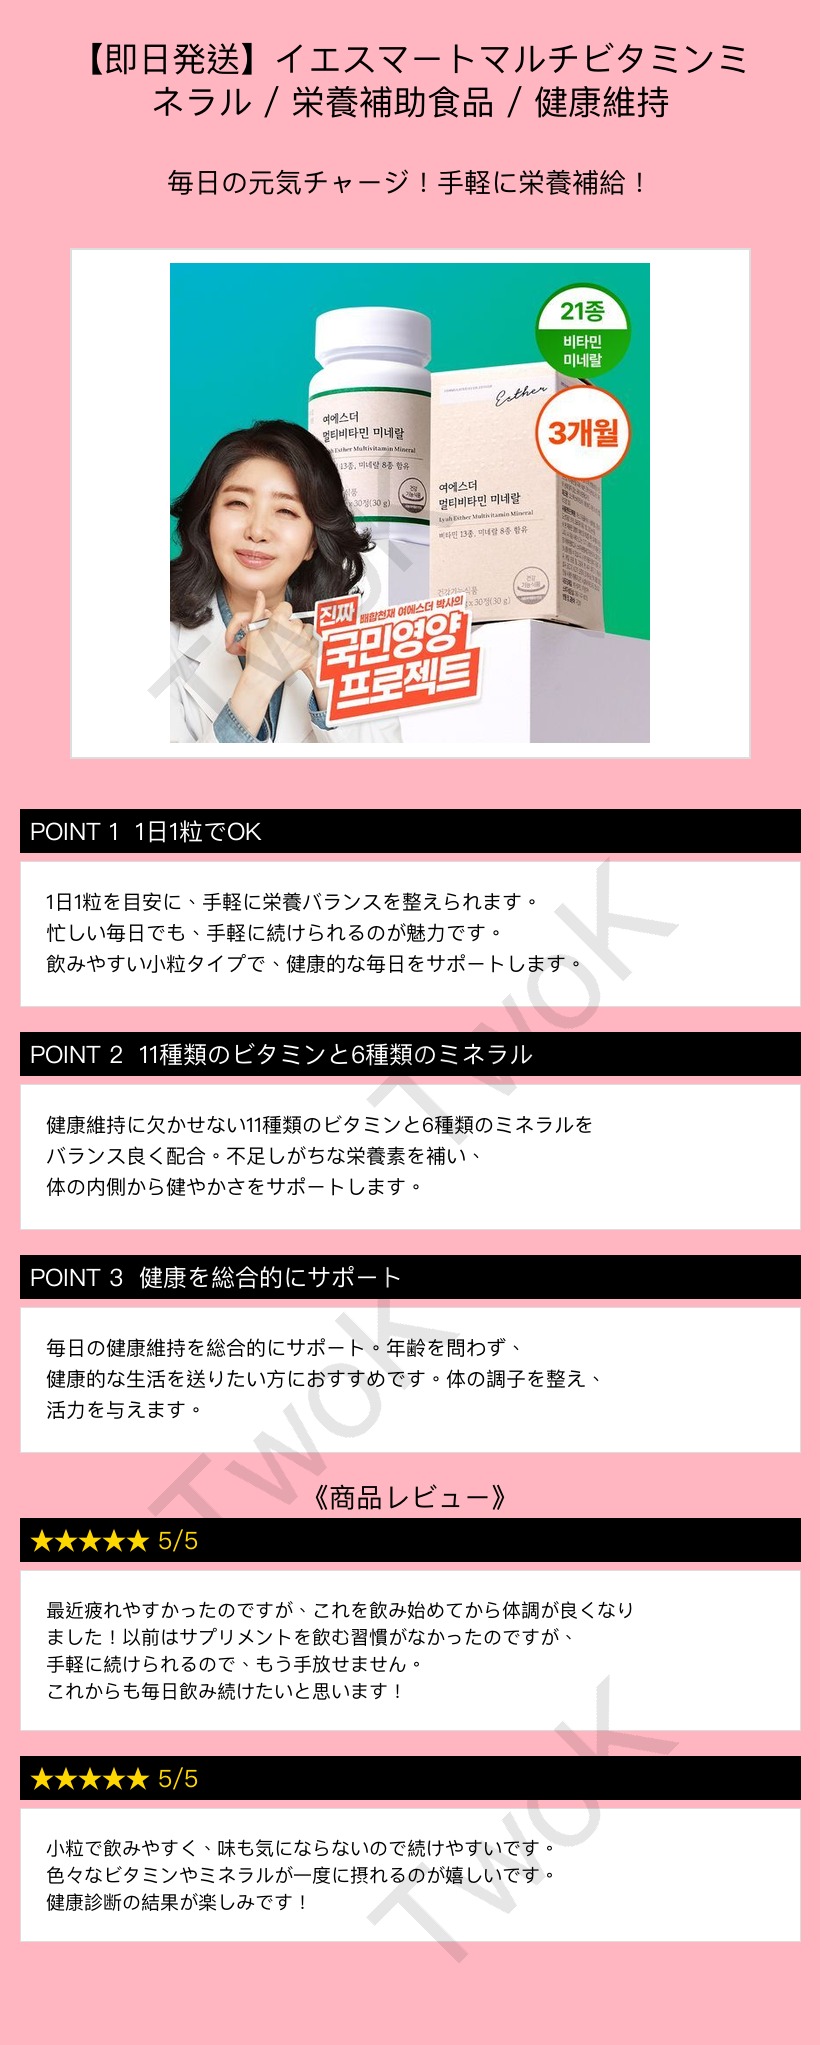 【即日発送】イエスマートマルチビタミンミ
ネラル / 栄養補助食品 / 健康維持
毎日の元気チャージ！手軽に栄養補給！
21종
비타민
미네랄
3개월
Esther
여에스더
멀티비타민 미네랄
Esther Multivitamin Mineral
13종, 미네랄 8종 함유
30정(30 g)
건강
기능식품
여에스더
멀티비타민 미네랄
Lyuh Esther Multivitamin Mineral
비타민 13종, 미네랄 8종 함유
건강기능식품
x 30정(30 g)
건강
기능식품
진짜 배합천재 여에스더 박사의
국민영양
프로젝트
POINT 1 1日1粒でOK
1日1粒を目安に、手軽に栄養バランスを整えられます。
忙しい毎日でも、手軽に続けられるのが魅力です。
飲みやすい小粒タイプで、健康的な毎日をサポートします。
POINT 2 11種類のビタミンと6種類のミネラル
健康維持に欠かせない11種類のビタミンと6種類のミネラルを
バランス良く配合。不足しがちな栄養素を補い、
体の内側から健やかさをサポートします。
POINT 3 健康を総合的にサポート
毎日の健康維持を総合的にサポート。年齢を問わず、
健康的な生活を送りたい方におすすめです。体の調子を整え、
活力を与えます。
《商品レビュー》
★★★★★ 5/5
最近疲れやすかったのですが、これを飲み始めてから体調が良くなり
ました！以前はサプリメントを飲む習慣がなかったのですが、
手軽に続けられるので、もう手放せません。
これからも毎日飲み続けたいと思います！
★★★★★ 5/5
小粒で飲みやすく、味も気にならないので続けやすいです。
色々なビタミンやミネラルが一度に摂れるのが嬉しいです。
健康診断の結果が楽しみです！
TwoK
TwoK
TwoK
TwoK